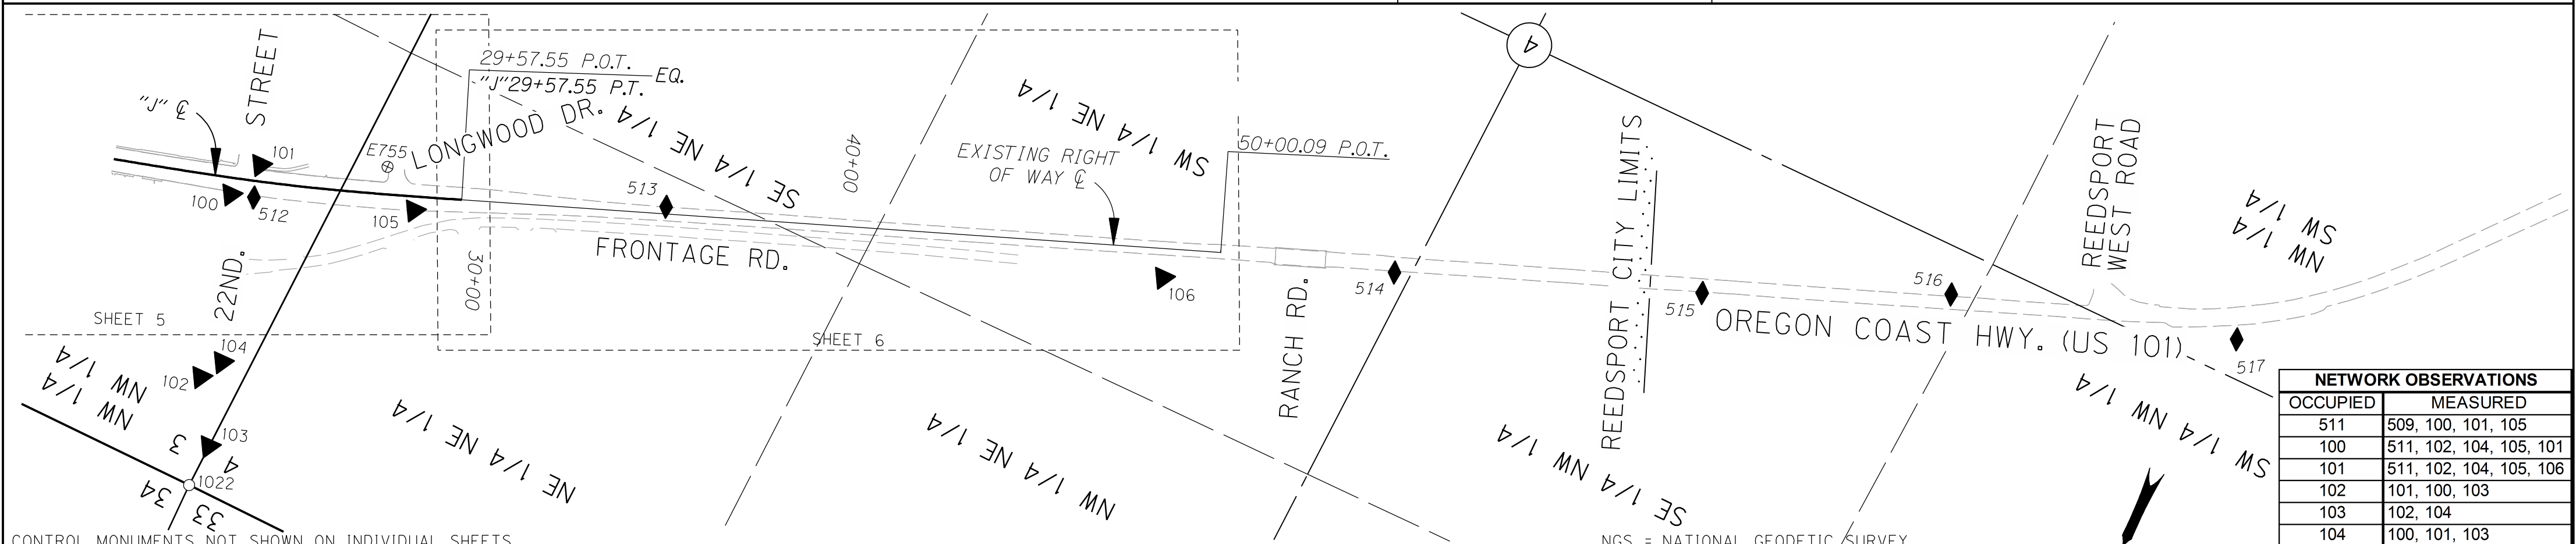 STREET
"J" ℄
101
100
512
E755
LONGWOOD DR.
29+57.55 P.O.T.
"J"29+57.55 P.T.
EQ.
105
22ND.
30+00
SHEET 5
104
102
103
1022
NW 1/4
NW 1/4
3
4
34
33
513
SE 1/4 NE 1/4
FRONTAGE RD.
40+00
SW 1/4 NE 1/4
EXISTING RIGHT
OF WAY ℄
50+00.09 P.O.T.
106
SHEET 6
NE 1/4 NE 1/4
NW 1/4 NE 1/4
4
514
RANCH RD.
REEDSPORT CITY LIMITS
515
516
OREGON COAST HWY. (US 101)
REEDSPORT
WEST ROAD
NW 1/4
SW 1/4
517
SE 1/4 NW 1/4
SW 1/4 NW 1/4
NETWORK OBSERVATIONS
OCCUPIED MEASURED
511 509, 100, 101, 105
100 511, 102, 104, 105, 101
101 511, 102, 104, 105, 106
102 101, 100, 103
103 102, 104
104 100, 101, 103
CONTROL MONUMENTS NOT SHOWN ON INDIVIDUAL SHEETS
NGS = NATIONAL GEODETIC SURVEY